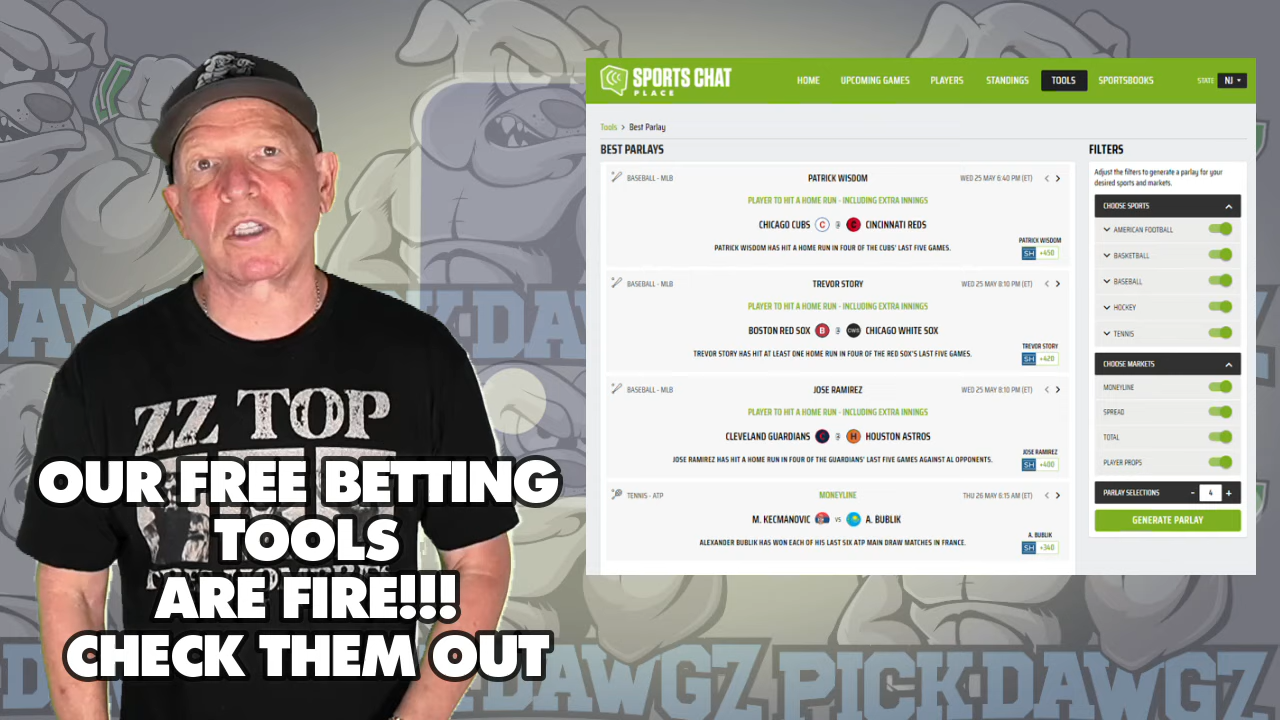 SPORTS CHAT
PLACE
HOME UPCOMING GAMES PLAYERS STANDINGS TOOLS SPORTSBOOKS STATE NJ
Tools > Best Parlay
BEST PARLAYS
BASEBALL - MLB PATRICK WISDOM WED 25 MAY 6:40 PM (ET)
PLAYER TO HIT A HOME RUN - INCLUDING EXTRA INNINGS
CHICAGO CUBS C @ C CINCINNATI REDS
PATRICK WISDOM HAS HIT A HOME RUN IN FOUR OF THE CUBS' LAST FIVE GAMES.
PATRICK WISDOM
SH +450
BASEBALL - MLB TREVOR STORY WED 25 MAY 8:10 PM (ET)
PLAYER TO HIT A HOME RUN - INCLUDING EXTRA INNINGS
BOSTON RED SOX B @ CWS CHICAGO WHITE SOX
TREVOR STORY HAS HIT AT LEAST ONE HOME RUN IN FOUR OF THE RED SOX'S LAST FIVE GAMES.
TREVOR STORY
SH +420
BASEBALL - MLB JOSE RAMIREZ WED 25 MAY 8:10 PM (ET)
PLAYER TO HIT A HOME RUN - INCLUDING EXTRA INNINGS
CLEVELAND GUARDIANS C @ H HOUSTON ASTROS
JOSE RAMIREZ HAS HIT A HOME RUN IN FOUR OF THE GUARDIANS' LAST FIVE GAMES AGAINST AL OPPONENTS.
JOSE RAMIREZ
SH +400
TENNIS - ATP MONEYLINE THU 26 MAY 6:15 AM (ET)
M. KECMANOVIC VS A. BUBLIK
ALEXANDER BUBLIK HAS WON EACH OF HIS LAST SIX ATP MAIN DRAW MATCHES IN FRANCE.
A. BUBLIK
SH +340
FILTERS
Adjust the filters to generate a parlay for your
desired sports and markets.
CHOOSE SPORTS
AMERICAN FOOTBALL
BASKETBALL
BASEBALL
HOCKEY
TENNIS
CHOOSE MARKETS
MONEYLINE
SPREAD
TOTAL
PLAYER PROPS
PARLAY SELECTIONS - 4 +
GENERATE PARLAY
ZZ TOP
OUR FREE BETTING
TOOLS
ARE FIRE!!!
CHECK THEM OUT
PICKDAWGZ
PICKDAWGZ